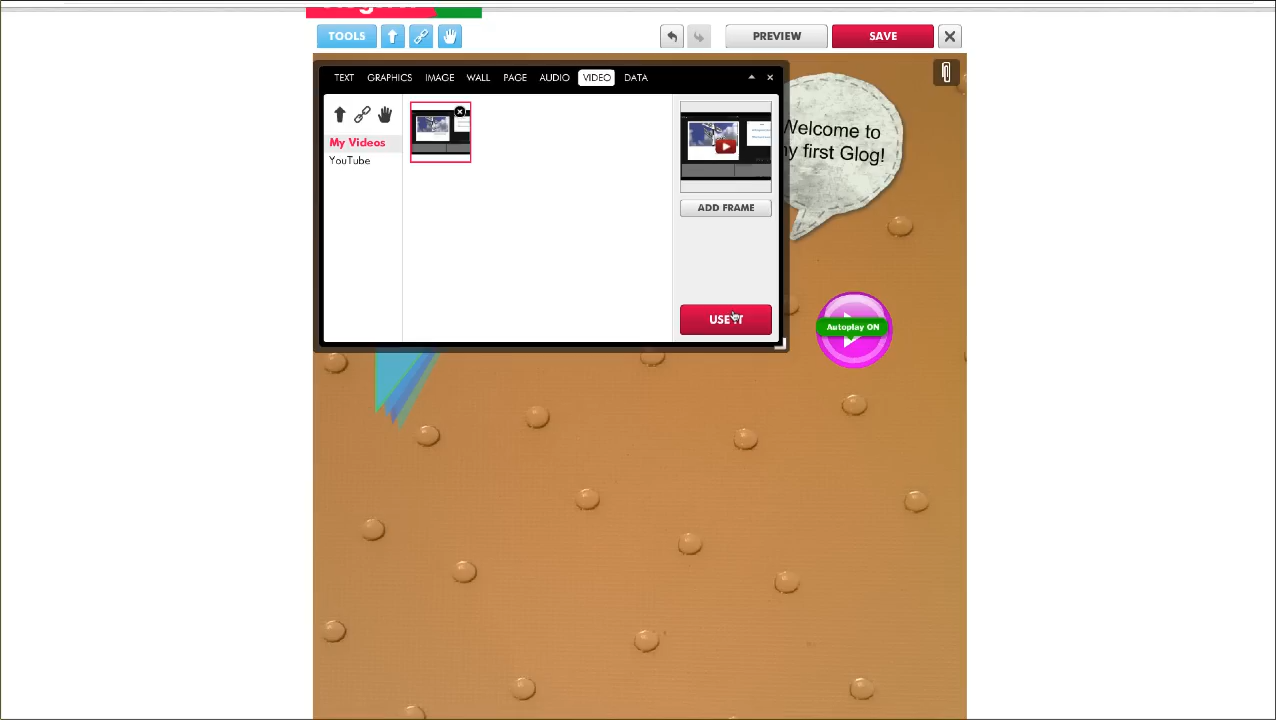 TOOLS
PREVIEW
SAVE
TEXT
GRAPHICS
IMAGE
WALL
PAGE
AUDIO
VIDEO
DATA
My Videos
YouTube
ADD FRAME
USE IT
Welcome to
my first Glog!
Autoplay ON